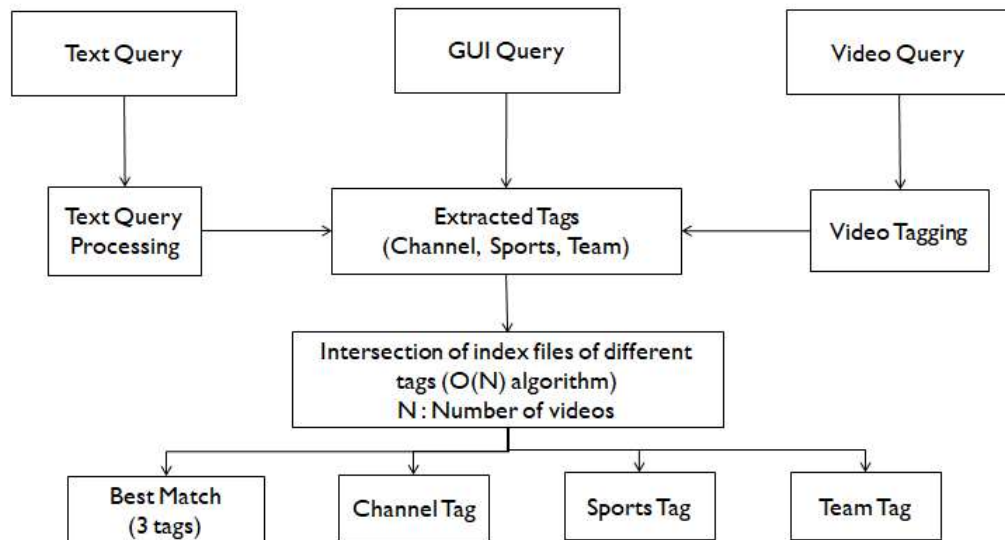 Text Query
GUI Query
Video Query
Text Query
Processing
Extracted Tags
(Channel, Sports, Team)
Video Tagging
Intersection of index files of different
tags (O(N) algorithm)
N : Number of videos
Best Match
(3 tags)
Channel Tag
Sports Tag
Team Tag